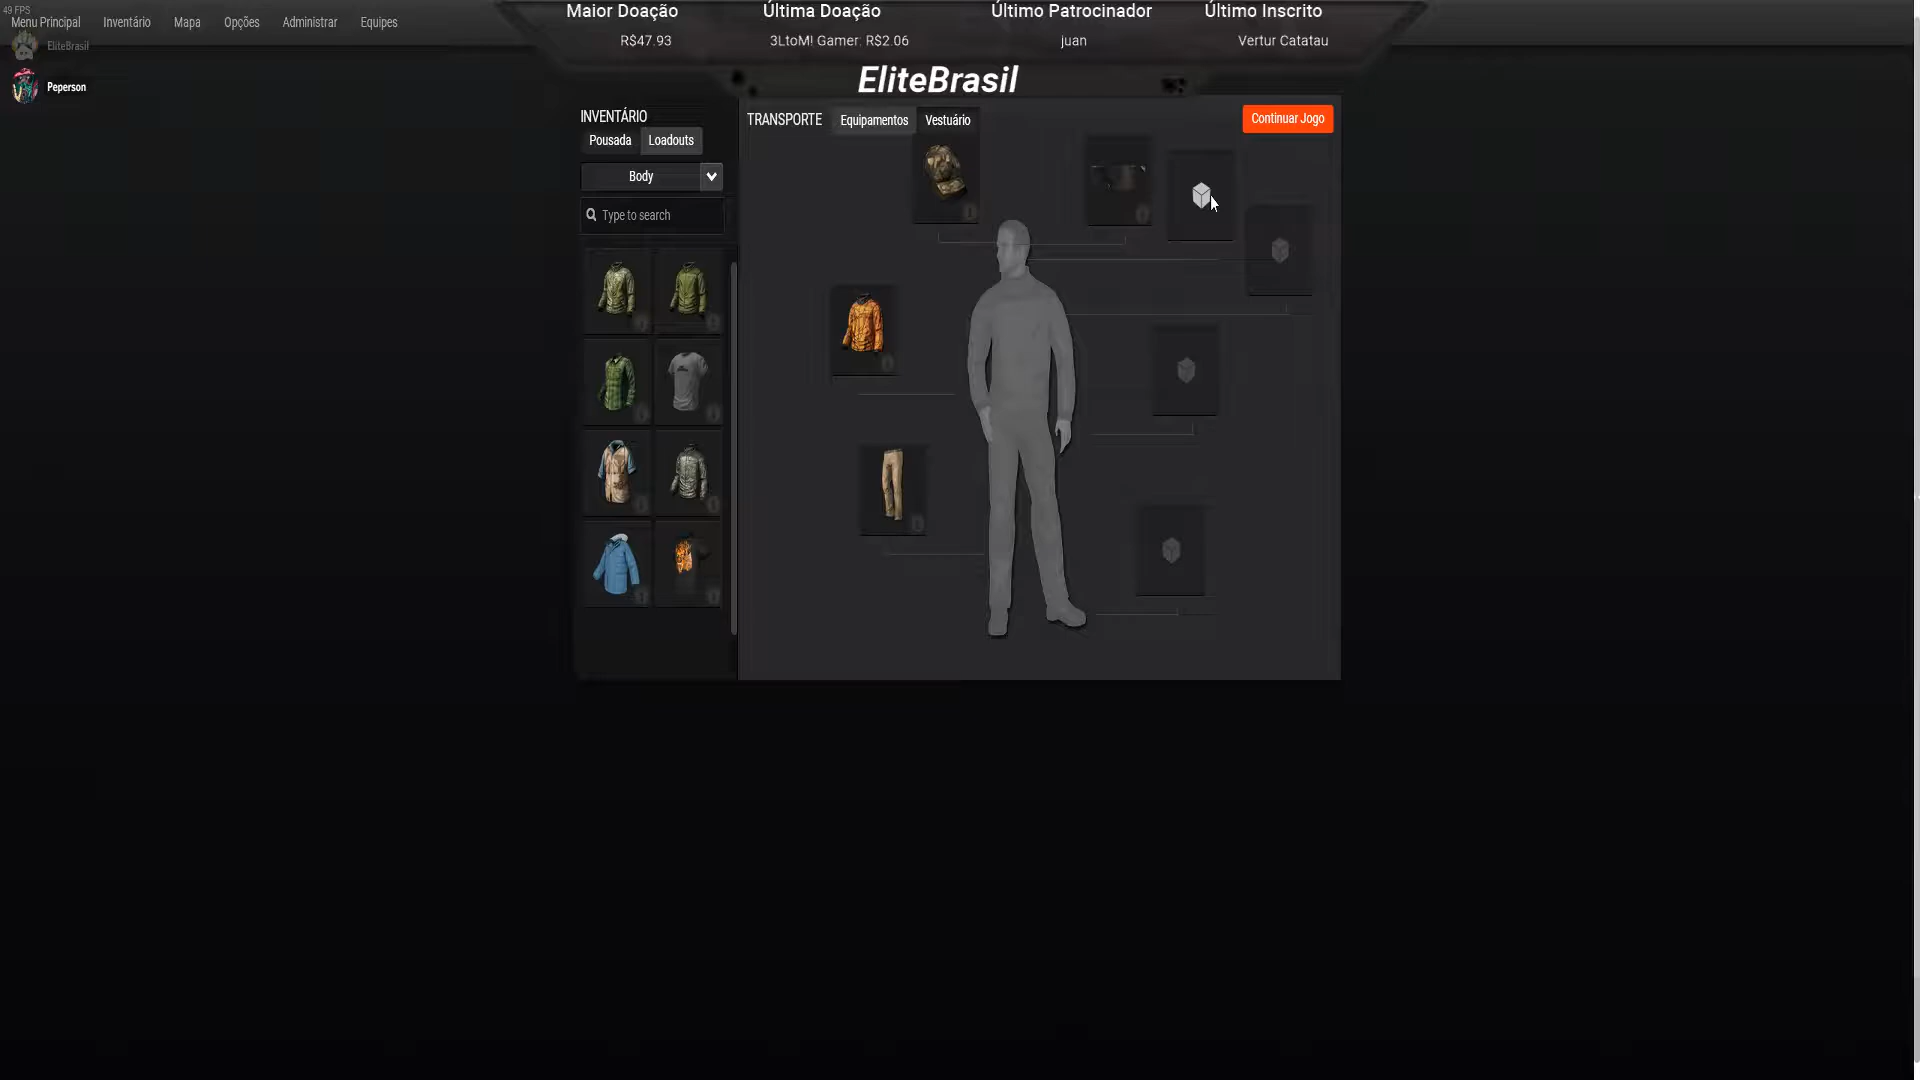 49 FPS
Menu Principal Inventário Mapa Opções Administrar Equipes
EliteBrasil
Peperson
Maior Doação Última Doação Último Patrocinador Último Inscrito
R$47.93 3LtoM! Gamer: R$2.06 juan Vertur Catatau
EliteBrasil
INVENTÁRIO
Pousada Loadouts
Body
Type to search
TRANSPORTE Equipamentos Vestuário
Continuar Jogo